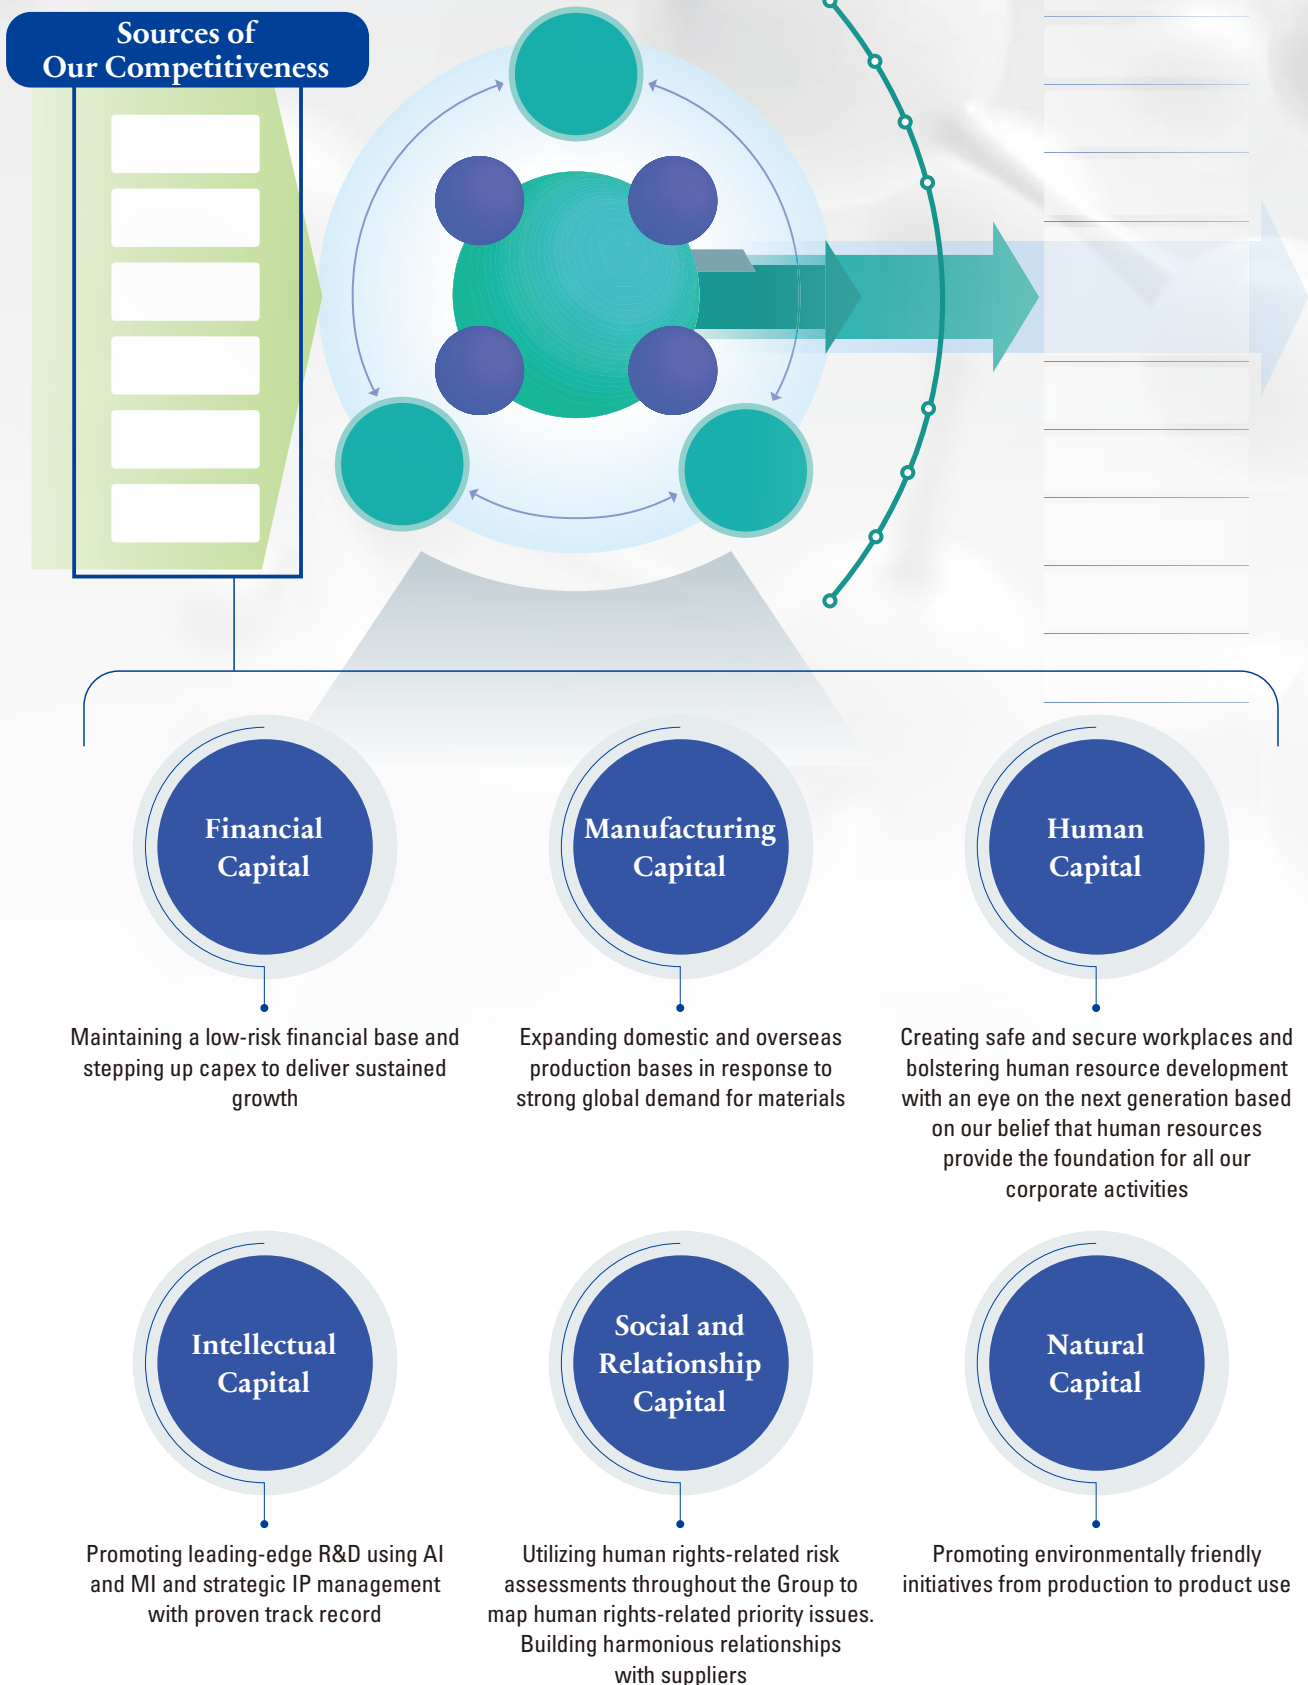 Sources of
Our Competitiveness
Financial
Capital
Maintaining a low-risk financial base and
stepping up capex to deliver sustained
growth
Manufacturing
Capital
Expanding domestic and overseas
production bases in response to
strong global demand for materials
Human
Capital
Creating safe and secure workplaces and
bolstering human resource development
with an eye on the next generation based
on our belief that human resources
provide the foundation for all our
corporate activities
Intellectual
Capital
Promoting leading-edge R&D using AI
and MI and strategic IP management
with proven track record
Social and
Relationship
Capital
Utilizing human rights-related risk
assessments throughout the Group to
map human rights-related priority issues.
Building harmonious relationships
with suppliers
Natural
Capital
Promoting environmentally friendly
initiatives from production to product use